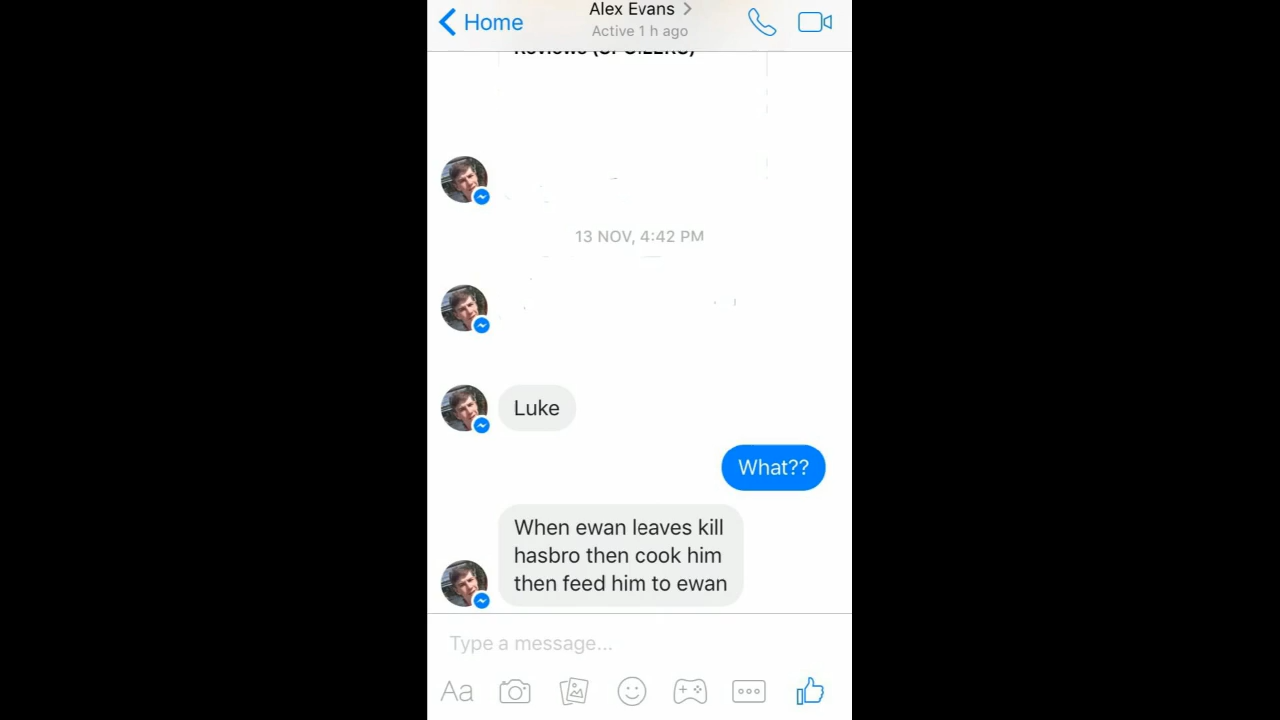 Home
Alex Evans
Active 1 h ago
13 NOV, 4:42 PM
Luke
What??
When ewan leaves kill
hasbro then cook him
then feed him to ewan
Type a message...
Aa